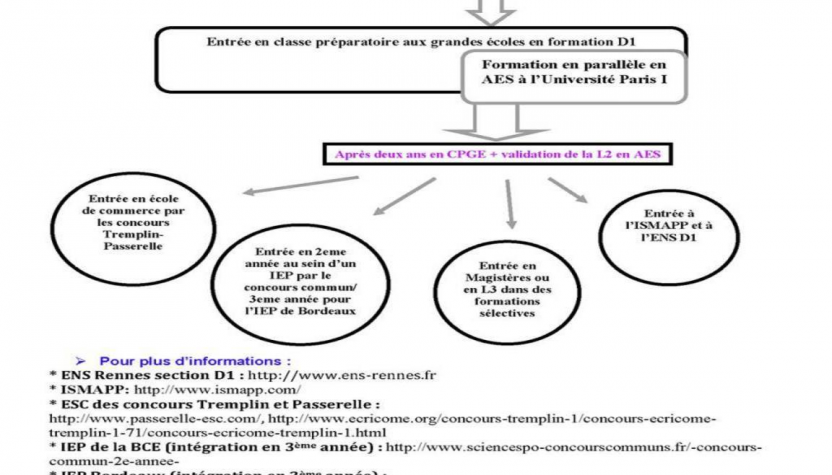 Entrée en classe préparatoire aux grandes écoles en formation D1
Formation en parallèle en
AES à l'Université Paris I
Après deux ans en CPGE + validation de la L2 en AES
Entrée en école
de commerce par
les concours
Tremplin-
Passerelle
Entrée en 2eme
année au sein d'un
IEP par le
concours commun/
3eme année pour
l'IEP de Bordeaux
Entrée en
Magistères ou
en L3 dans des
formations
sélectives
Entrée à
l'ISMAPP et à
l'ENS D1
➢ Pour plus d'informations :
* ENS Rennes section D1 : http://www.ens-rennes.fr
* ISMAPP: http://www.ismapp.com/
* ESC des concours Tremplin et Passerelle :
http://www.passerelle-esc.com/, http://www.ecricome.org/concours-tremplin-1/concours-ecricome-
tremplin-1-71/concours-ecricome-tremplin-1.html
* IEP de la BCE (intégration en 3ème année) : http://www.sciencespo-concourscommuns.fr/-concours-
commun-2e-annee-
* IEP Bordeaux (intégration en 3ème année) :